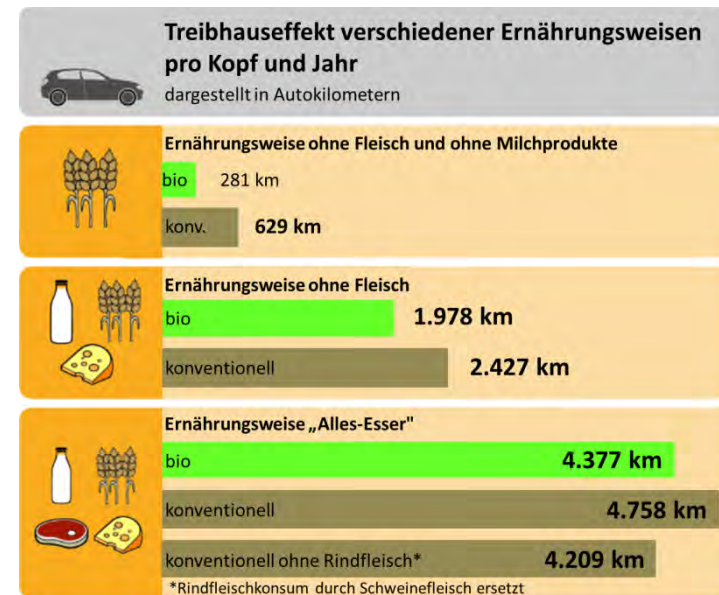 Treibhauseffekt verschiedener Ernährungsweisen
pro Kopf und Jahr
dargestellt in Autokilometern
Ernährungsweise ohne Fleisch und ohne Milchprodukte
bio 281 km
konv. 629 km
Ernährungsweise ohne Fleisch
bio 1.978 km
konventionell 2.427 km
Ernährungsweise „Alles-Esser"
bio 4.377 km
konventionell 4.758 km
konventionell ohne Rindfleisch* 4.209 km
*Rindfleischkonsum durch Schweinefleisch ersetzt